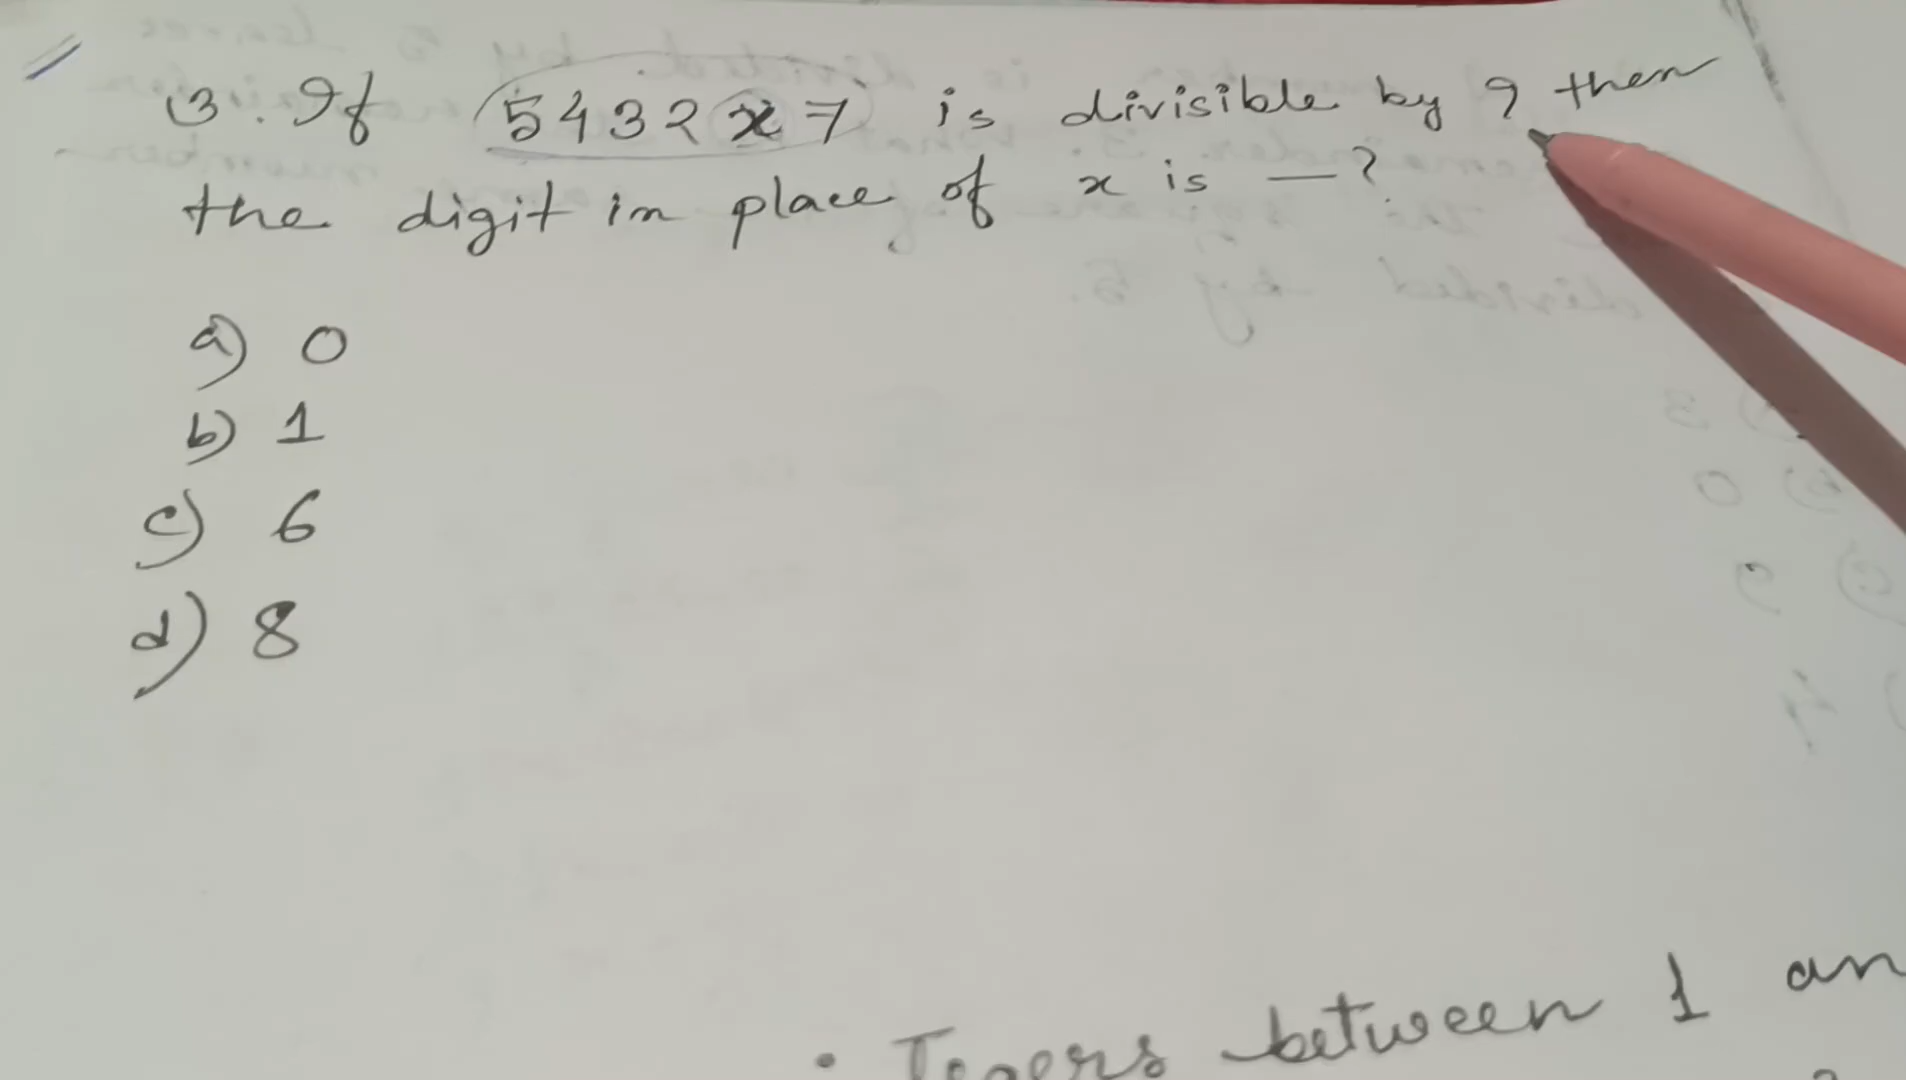 3. If 5432x7 is divisible by 9 then
the digit in place of x is —?
a) 0
b) 1
c) 6
d) 8
between 1 an